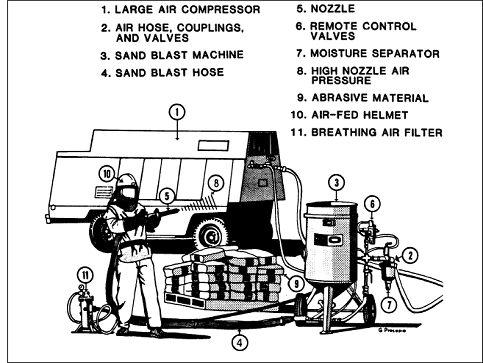 1. LARGE AIR COMPRESSOR
2. AIR HOSE, COUPLINGS,
AND VALVES
3. SAND BLAST MACHINE
4. SAND BLAST HOSE
5. NOZZLE
6. REMOTE CONTROL
VALVES
7. MOISTURE SEPARATOR
8. HIGH NOZZLE AIR
PRESSURE
9. ABRASIVE MATERIAL
10. AIR-FED HELMET
11. BREATHING AIR FILTER
1
10
5
8
3
6
2
11
9
7
4